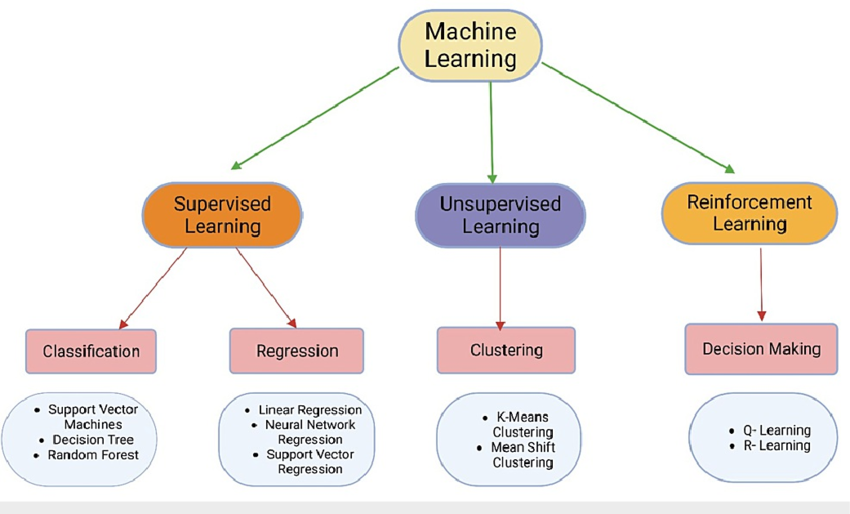 Machine
Learning
Supervised
Learning
Unsupervised
Learning
Reinforcement
Learning
Classification
Regression
Clustering
Decision Making
• Support Vector
Machines
• Decision Tree
• Random Forest
• Linear Regression
• Neural Network
Regression
• Support Vector
Regression
• K-Means
Clustering
• Mean Shift
Clustering
• Q- Learning
• R- Learning